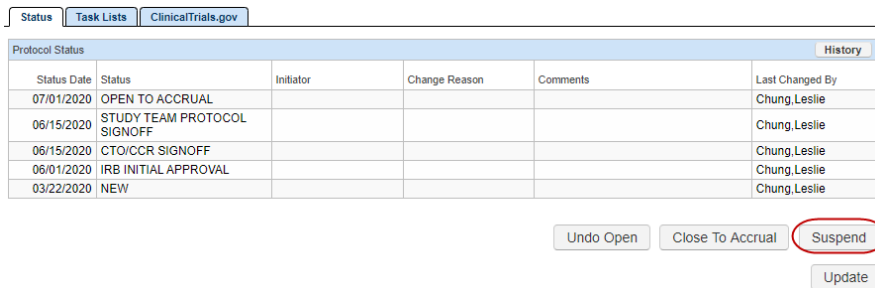 Status Task Lists ClinicalTrials.gov
Protocol Status History
Status Date Status Initiator Change Reason Comments Last Changed By
07/01/2020 OPEN TO ACCRUAL Chung,Leslie
06/15/2020 STUDY TEAM PROTOCOL
SIGNOFF Chung,Leslie
06/15/2020 CTO/CCR SIGNOFF Chung,Leslie
06/01/2020 IRB INITIAL APPROVAL Chung,Leslie
03/22/2020 NEW Chung,Leslie
Undo Open Close To Accrual Suspend
Update